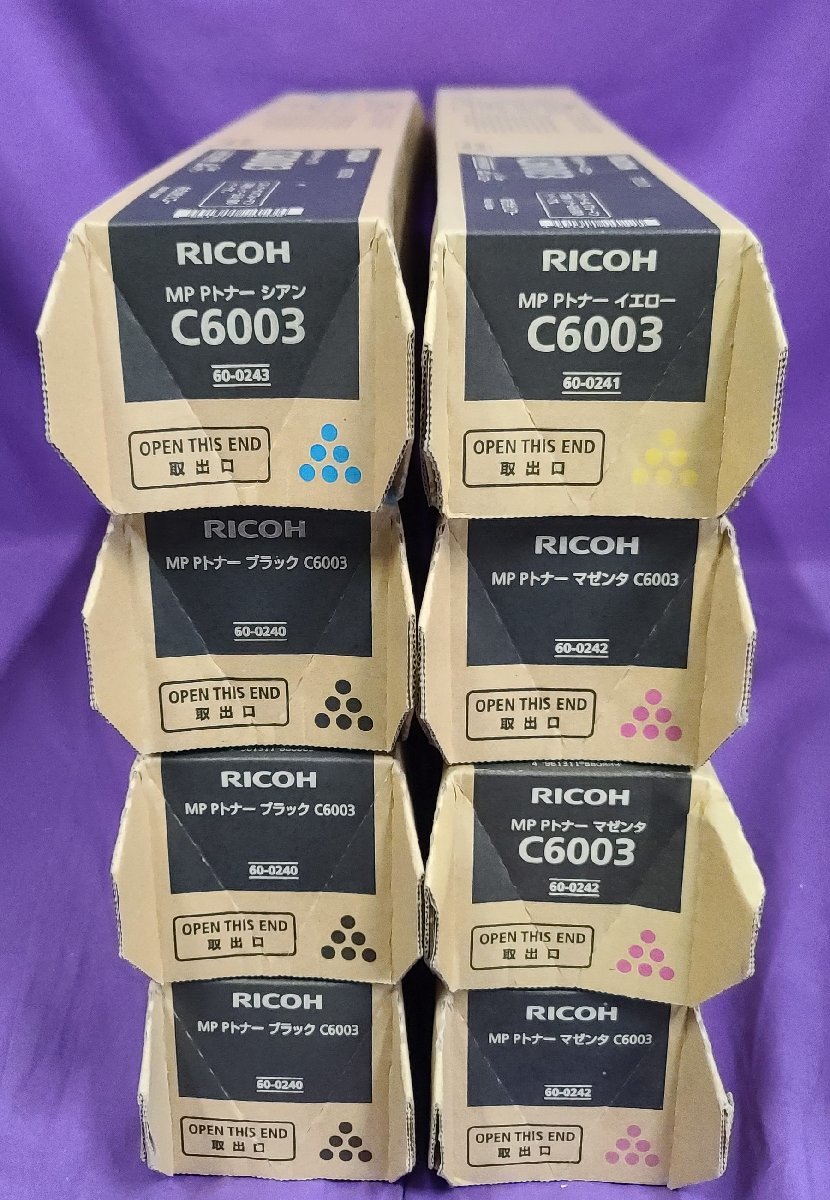 RICOH
MP Pトナー シアン
C6003
60-0243
OPEN THIS END
取出口
RICOH
MP Pトナー イエロー
C6003
60-0241
OPEN THIS END
取出口
RICOH
MP Pトナー ブラック C6003
60-0240
OPEN THIS END
取出口
RICOH
MP Pトナー マゼンタ C6003
60-0242
OPEN THIS END
取出口
RICOH
MP Pトナー ブラック C6003
60-0240
OPEN THIS END
取出口
RICOH
MP Pトナー マゼンタ
C6003
60-0242
OPEN THIS END
取出口
RICOH
MP Pトナー ブラック C6003
60-0240
OPEN THIS END
取出口
RICOH
MP Pトナー マゼンタ C6003
60-0242
OPEN THIS END
取出口